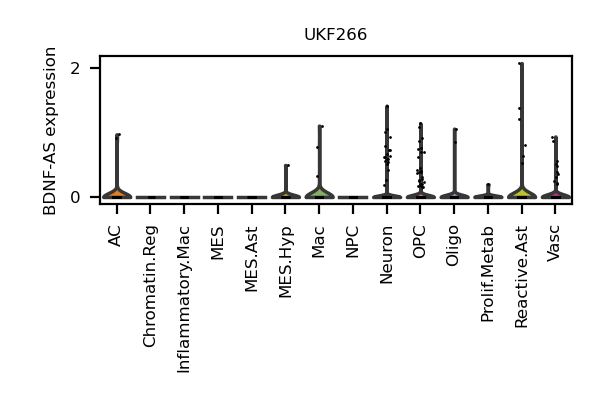 UKF266
BDNF-AS expression
2
0
AC
Chromatin.Reg
Inflammatory.Mac
MES
MES.Ast
MES.Hyp
Mac
NPC
Neuron
OPC
Oligo
Prolif.Metab
Reactive.Ast
Vasc